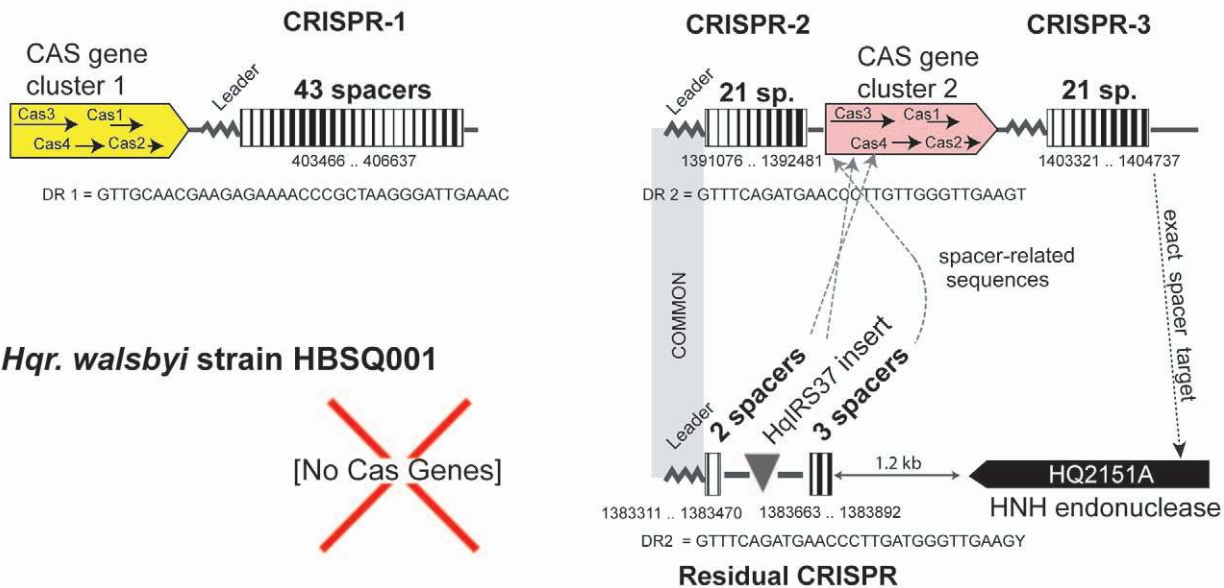 CRISPR-1
CAS gene
cluster 1
Leader
43 spacers
Cas3
Cas1
Cas4
Cas2
403466 .. 406637
DR 1 = GTTGCAACGAAGAGAAAACCCGCTAAGGGATTGAAAC
CRISPR-2
CRISPR-3
Leader
21 sp.
CAS gene
cluster 2
21 sp.
Cas3
Cas1
Cas4
Cas2
1391076 .. 1392481
1403321 .. 1404737
DR 2 = GTTTCAGATGAACCCTTGTTGGGTTGAAGT
spacer-related
sequences
exact spacer target
COMMON
Hqr. walsbyi strain HBSQ001
[No Cas Genes]
Leader
2 spacers
HqIRS37 insert
3 spacers
1.2 kb
HQ2151A
HNH endonuclease
1383311 .. 1383470
1383663 .. 1383892
DR2 = GTTTCAGATGAACCCTTGATGGGTTGAAGY
Residual CRISPR